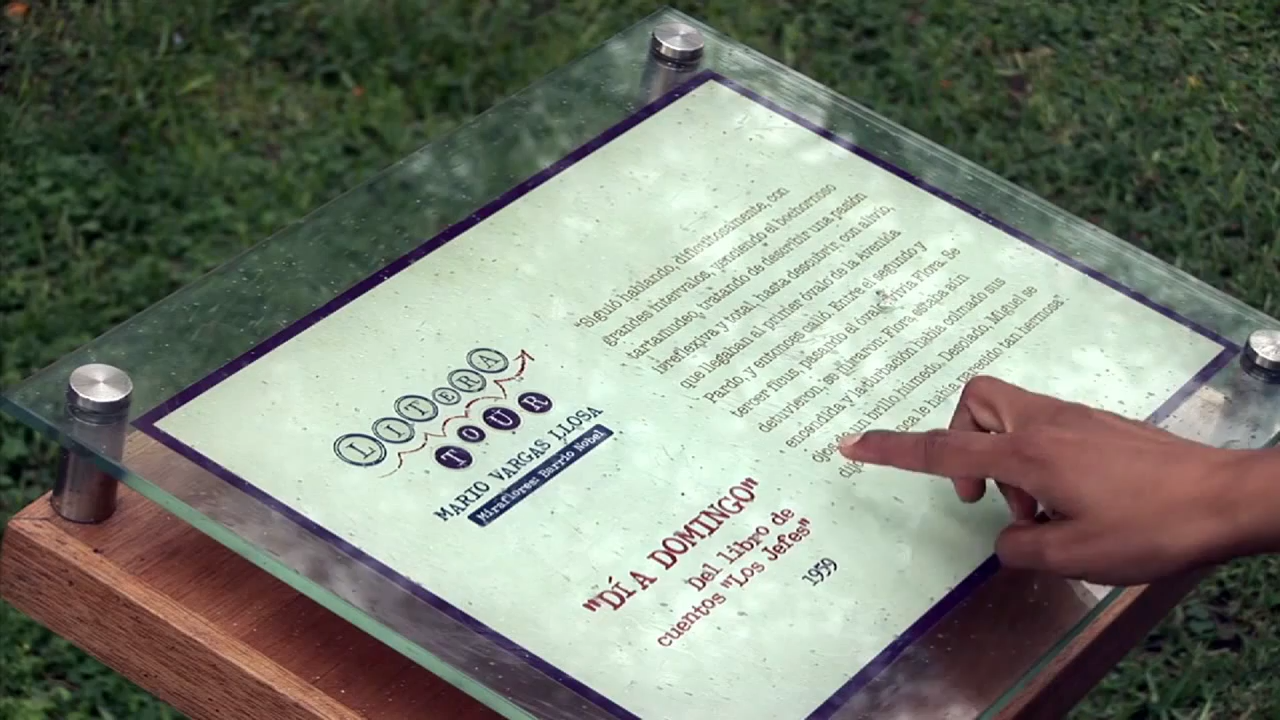 LITERA
TOUR
MARIO VARGAS LLOSA
Miraflores: Barrio Nobel
"DÍA DOMINGO"
Del libro de
cuentos "Los Jefes"
1959
"Siguió hablando, dificultosamente, con
grandes intervalos, venciendo el bochornoso
tartamudeo, tratando de describir una pasión
irreflexiva y total, hasta descubrir, con alivio,
que llegaban al primer óvalo de la Avenida
Pardo, y entonces calló. Entre el segundo y
tercer ficus, pasando el óvalo, vivía Flora. Se
detuvieron, se miraron: Flora estaba aún
encendida y la turbación había colmado sus
ojos de un brillo húmedo. Desolado, Miguel se
dijo le había parecido tan hermosa"